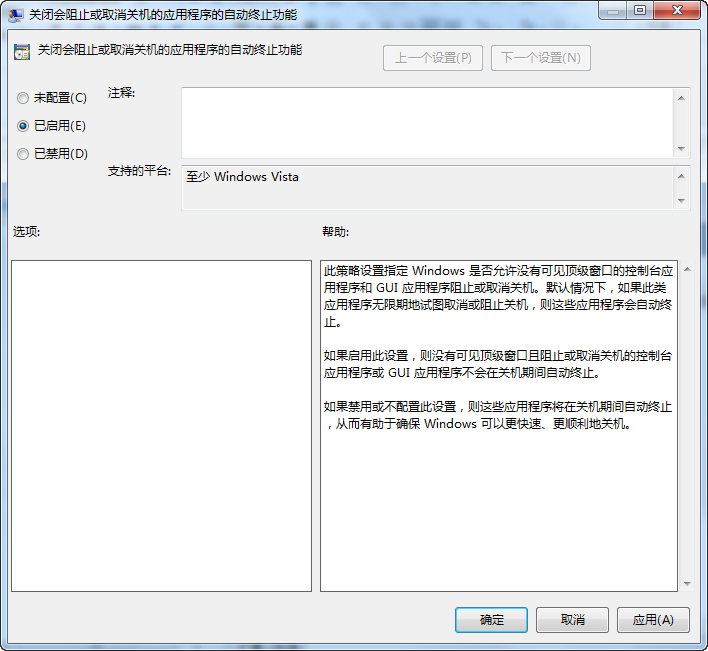 关闭会阻止或取消关机的应用程序的自动终止功能
关闭会阻止或取消关机的应用程序的自动终止功能
上一个设置(P)
下一个设置(N)
未配置(C)
注释:
已启用(E)
已禁用(D)
支持的平台:
至少 Windows Vista
选项:
帮助:
此策略设置指定 Windows 是否允许没有可见顶级窗口的控制台应
用程序和 GUI 应用程序阻止或取消关机。默认情况下，如果此类
应用程序无限期地试图取消或阻止关机，则这些应用程序会自动终
止。
如果启用此设置，则没有可见顶级窗口且阻止或取消关机的控制台
应用程序或 GUI 应用程序不会在关机期间自动终止。
如果禁用或不配置此设置，则这些应用程序将在关机期间自动终止
，从而有助于确保 Windows 可以更快速、更顺利地关机。
确定
取消
应用(A)